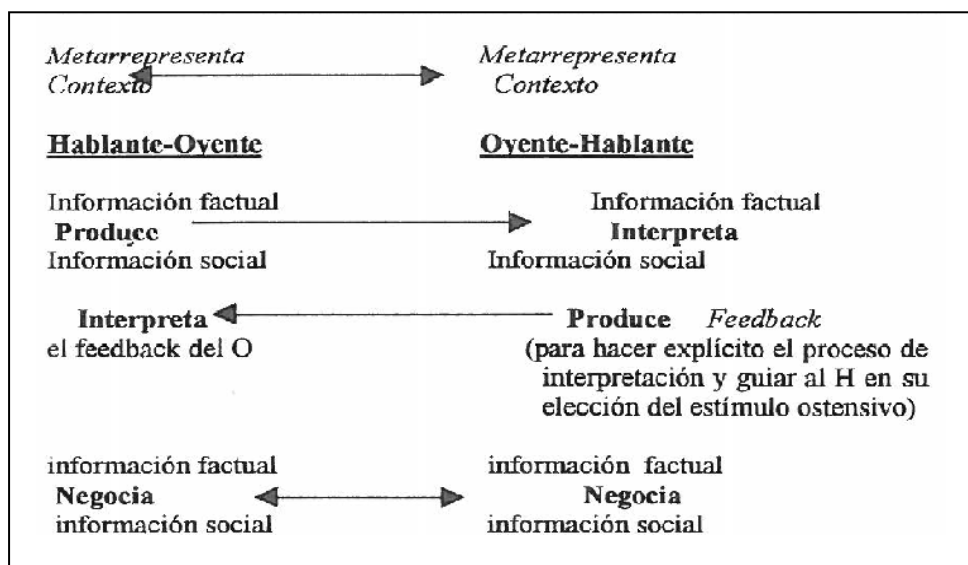 Metarrepresenta Metarrepresenta
Contexto Contexto
Hablante-Oyente Oyente-Hablante
Información factual Información factual
Produce Interpreta
Información social Información social
Interpreta Produce Feedback
el feedback del O (para hacer explícito el proceso de
interpretación y guiar al H en su
elección del estímulo ostensivo)
información factual información factual
Negocia Negocia
información social información social